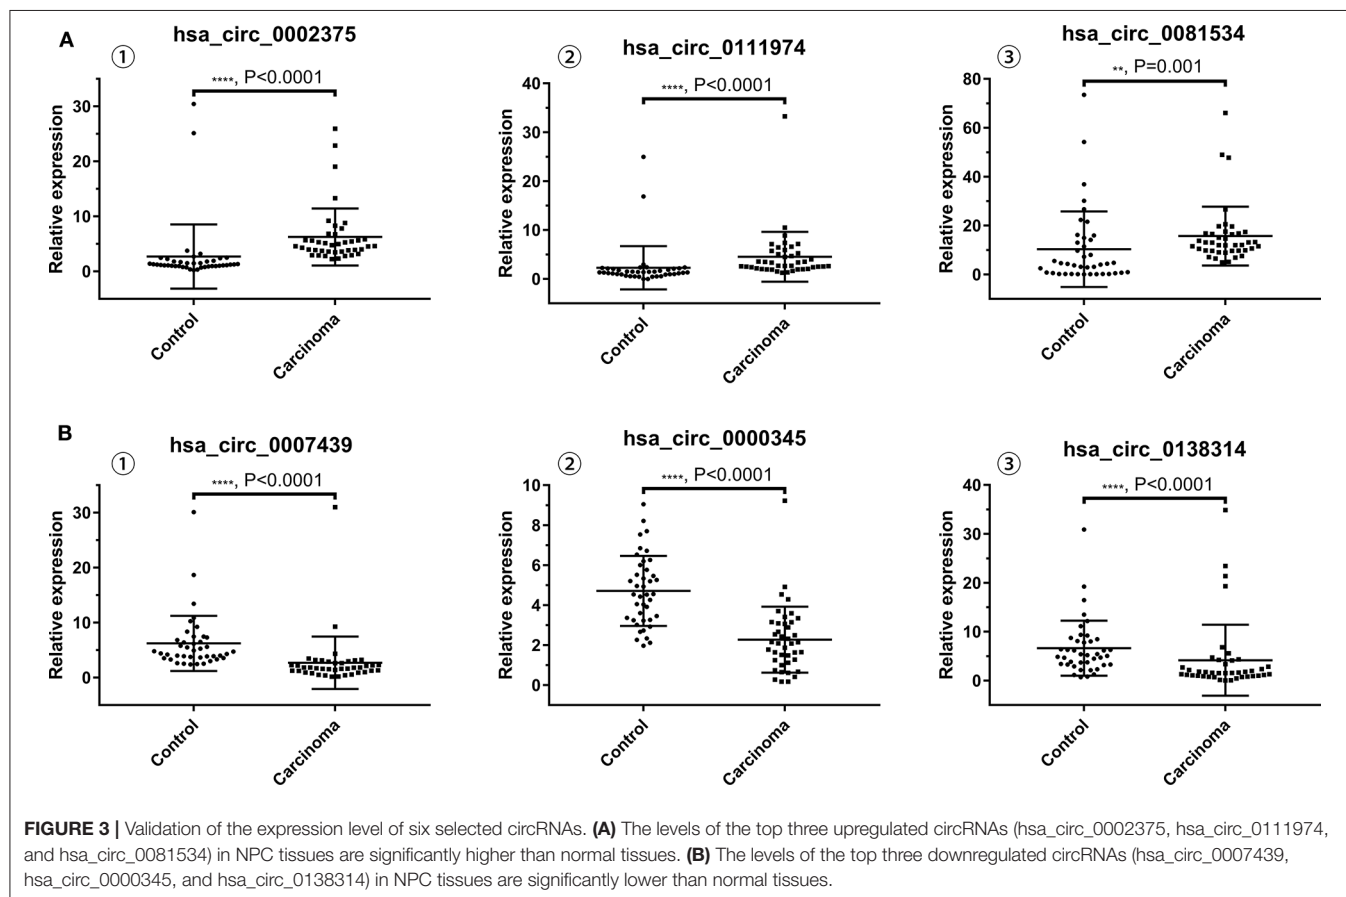 A
hsa_circ_0002375
①
****, P<0.0001
Relative expression
30
20
10
0
Control
Carcinoma
hsa_circ_0111974
②
****, P<0.0001
Relative expression
40
30
20
10
0
Control
Carcinoma
hsa_circ_0081534
③
**, P=0.001
Relative expression
80
60
40
20
0
Control
Carcinoma
B
hsa_circ_0007439
①
****, P<0.0001
Relative expression
30
20
10
0
Control
Carcinoma
hsa_circ_0000345
②
****, P<0.0001
Relative expression
10
8
6
4
2
0
Control
Carcinoma
hsa_circ_0138314
③
****, P<0.0001
Relative expression
40
30
20
10
0
Control
Carcinoma
FIGURE 3 | Validation of the expression level of six selected circRNAs. (A) The levels of the top three upregulated circRNAs (hsa_circ_0002375, hsa_circ_0111974,
and hsa_circ_0081534) in NPC tissues are significantly higher than normal tissues. (B) The levels of the top three downregulated circRNAs (hsa_circ_0007439,
hsa_circ_0000345, and hsa_circ_0138314) in NPC tissues are significantly lower than normal tissues.